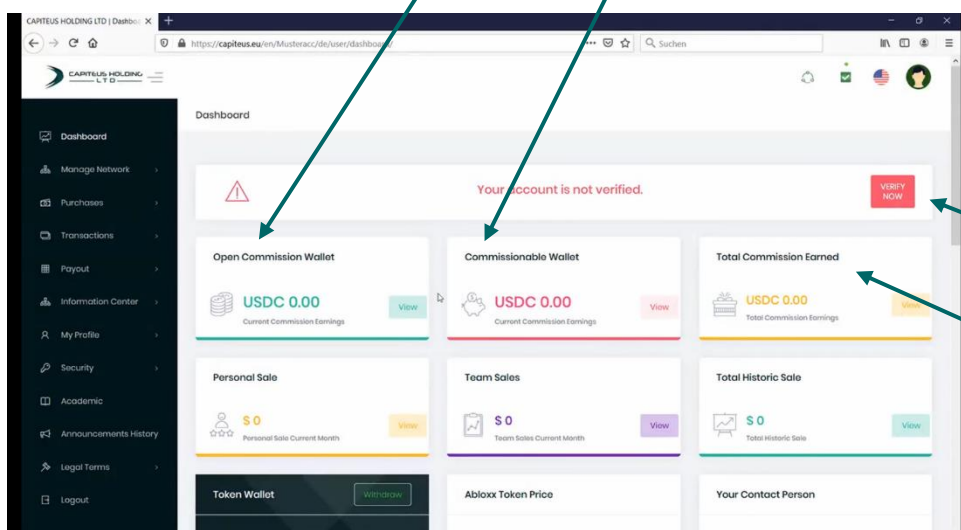 CAPITEUS HOLDING LTD | Dashboa
https://capiteus.eu/en/Musteracc/de/user/dashboard/
Suchen
CAPITEUS HOLDING
LTD
Dashboard
Dashboard
Manage Network
Purchases
Transactions
Payout
Information Center
My Profile
Security
Academic
Announcements History
Legal Terms
Logout
Your account is not verified.
VERIFY
NOW
Open Commission Wallet
USDC 0.00
Current Commission Earnings
View
Commissionable Wallet
USDC 0.00
Current Commission Earnings
View
Total Commission Earned
USDC 0.00
Total Commission Earnings
View
Personal Sale
$ 0
Personal Sale Current Month
View
Team Sales
$ 0
Team Sales Current Month
View
Total Historic Sale
$ 0
Total Historic Sale
View
Token Wallet
Withdraw
Abloxx Token Price
Your Contact Person